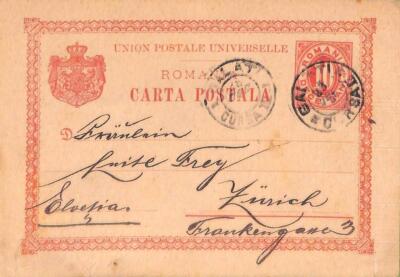 UNION POSTALE UNIVERSELLE
ROMANIA
CARTA POSTALA
D Fräulein
Luise Frey
Elvetia. Zürich
Frankengasse 3